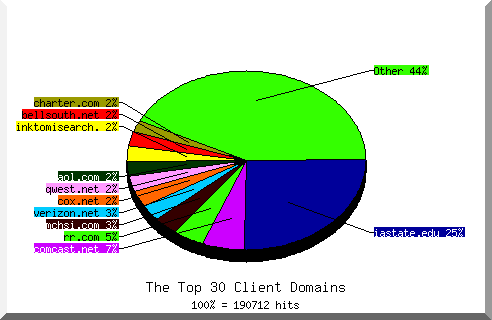 Other 44%
charter.com 2%
bellsouth.net 2%
inktomisearch. 2%
aol.com 2%
qwest.net 2%
cox.net 2%
verizon.net 3%
mchsi.com 3%
rr.com 5%
comcast.net 7%
iastate.edu 25%
The Top 30 Client Domains
100% = 190712 hits